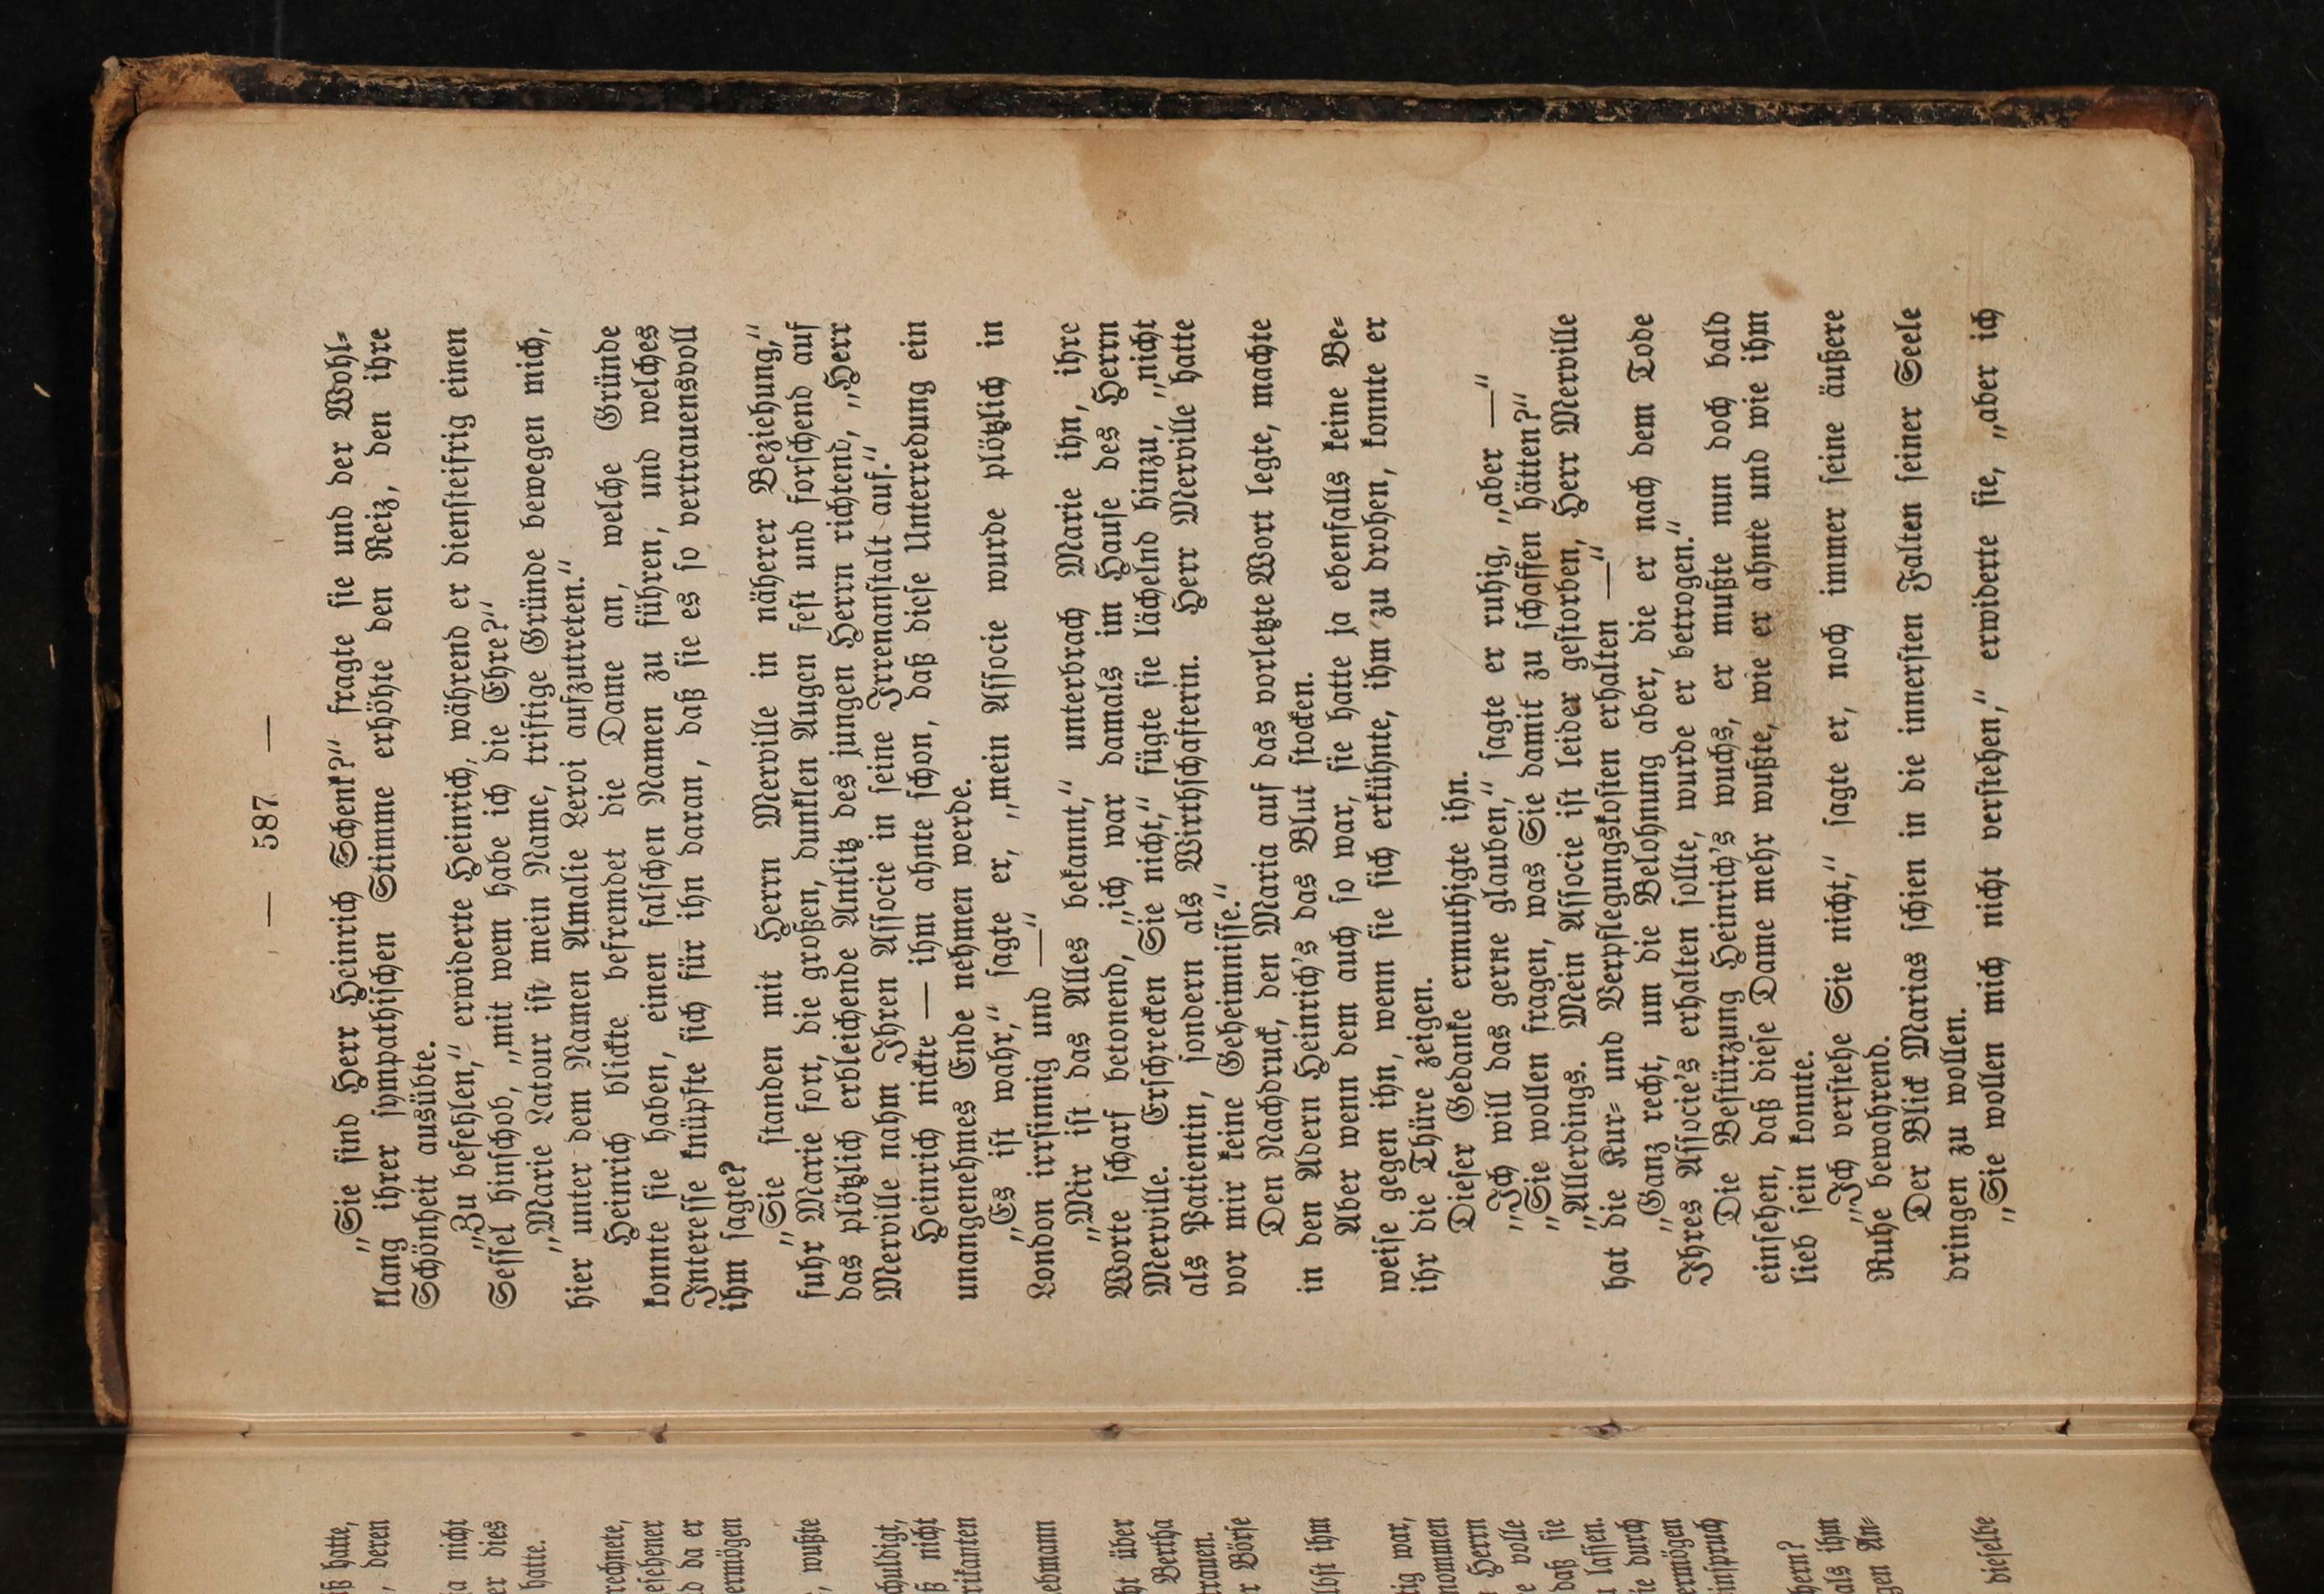 — 587 —
„Sie sind Herr Heinrich Schenk?“ fragte sie und der Wohl-
klang ihrer sympathischen Stimme erhöhte den Reiz, den ihre
Schönheit ausübte.
„Zu befehlen,“ erwiderte Heinrich, während er diensteifrig einen
Sessel hinschob, „mit wem habe ich die Ehre?“
„Marie Latour ist mein Name, triftige Gründe bewegen mich,
hier unter dem Namen Amalie Leroi aufzutreten.“
Heinrich blickte befremdet die Dame an, welche Gründe
konnte sie haben, einen falschen Namen zu führen, und welches
Interesse knüpfte sich für ihn daran, daß sie es so vertrauensvoll
ihm sagte?
„Sie standen mit Herrn Merville in näherer Beziehung,“
fuhr Marie fort, die großen, dunklen Augen fest und forschend auf
das plötzlich erbleichende Antlitz des jungen Herrn richtend, „Herr
Merville nahm Ihren Associe in seine Irrenanstalt auf.“
Heinrich nickte — ihm ahnte schon, daß diese Unterredung ein
unangenehmes Ende nehmen werde.
„Es ist wahr,“ sagte er, „mein Associe wurde plötzlich in
London irrsinnig und —“
„Mir ist das Alles bekannt,“ unterbrach Marie ihn, ihre
Worte scharf betonend, „ich war damals im Hause des Herrn
Merville. Erschrecken Sie nicht,“ fügte sie lächelnd hinzu, „nicht
als Patientin, sondern als Wirthschafterin. Herr Merville hatte
vor mir keine Geheimnisse.“
Den Nachdruck, den Maria auf das vorletzte Wort legte, machte
in den Adern Heinrich's das Blut stocken.
Aber wenn dem auch so war, sie hatte ja ebenfalls keine Be-
weise gegen ihn, wenn sie sich erkühnte, ihm zu drohen, konnte er
ihr die Thüre zeigen.
Dieser Gedanke ermuthigte ihn.
„Ich will das gerne glauben,“ sagte er ruhig, „aber —“
„Sie wollen fragen, was Sie damit zu schaffen hätten?“
„Allerdings. Mein Associe ist leider gestorben, Herr Merville
hat die Kur- und Verpflegungskosten erhalten —“
„Ganz recht, um die Belohnung aber, die er nach dem Tode
Ihres Associe's erhalten sollte, wurde er betrogen.“
Die Bestürzung Heinrich's wuchs, er mußte nun doch bald
einsehen, daß diese Dame mehr wußte, wie er ahnte und wie ihm
lieb sein konnte.
„Ich verstehe Sie nicht,“ sagte er, noch immer seine äußere
Ruhe bewahrend.
Der Blick Marias schien in die innersten Falten seiner Seele
dringen zu wollen.
„Sie wollen mich nicht verstehen,“ erwiderte sie, „aber ich